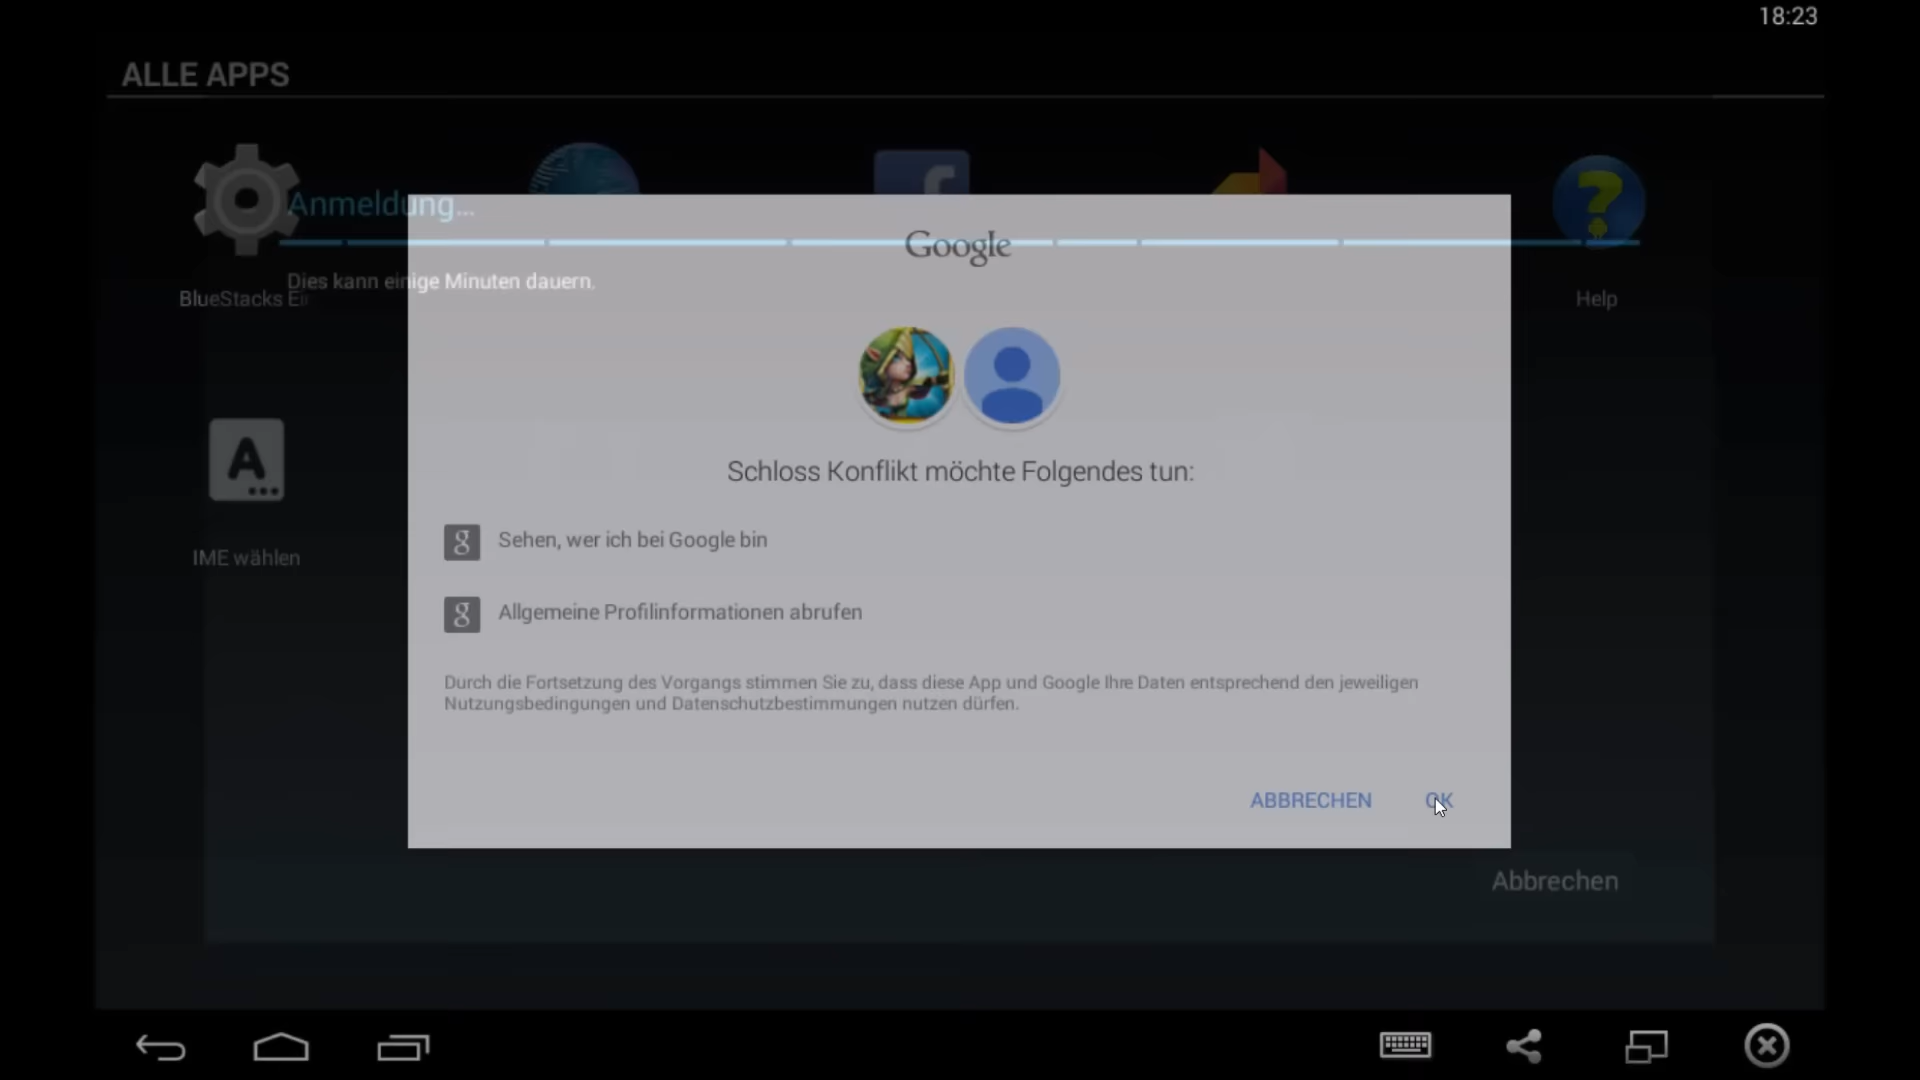 18:23
ALLE APPS
Anmeldung...
Google
Dies kann einige Minuten dauern.
BlueStacks
Help
Schloss Konflikt möchte Folgendes tun:
g Sehen, wer ich bei Google bin
A
IME wählen
g Allgemeine Profilinformationen abrufen
Durch die Fortsetzung des Vorgangs stimmen Sie zu, dass diese App und Google Ihre Daten entsprechend den jeweiligen
Nutzungsbedingungen und Datenschutzbestimmungen nutzen dürfen.
ABBRECHEN OK
Abbrechen